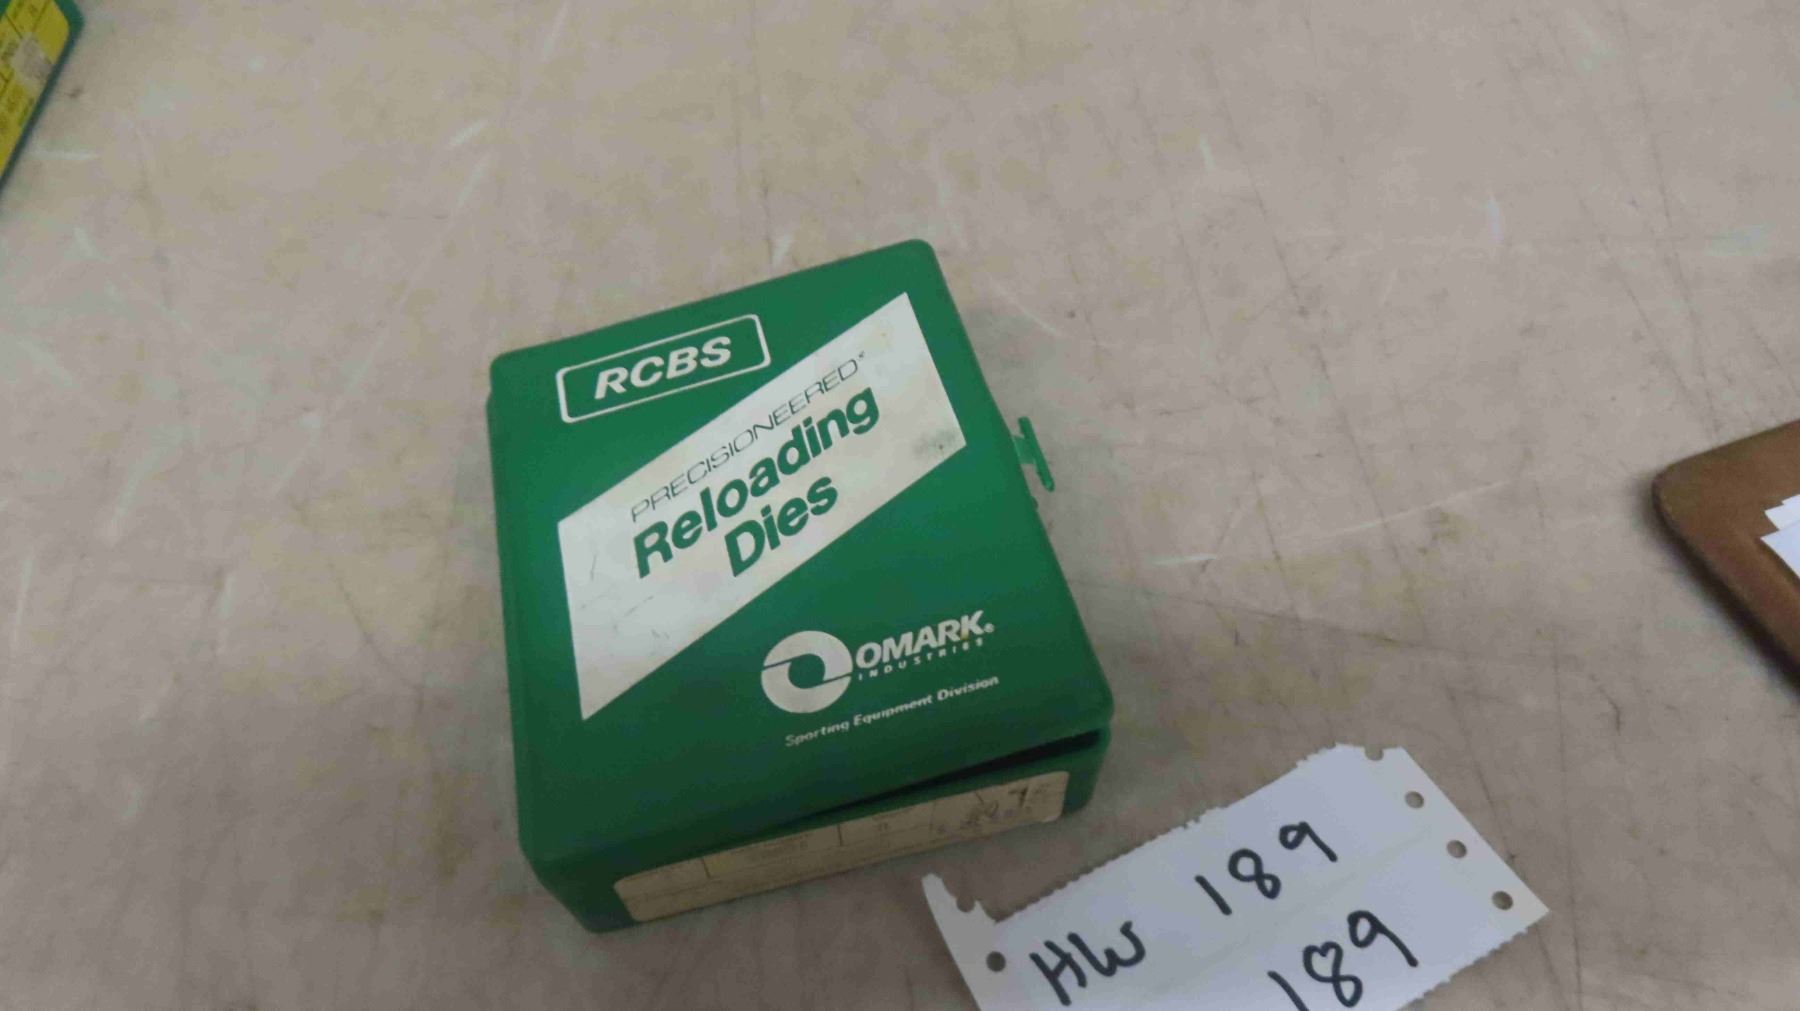 RCBS
PRECISIONEERED®
Reloading
Dies
OMARK®
INDUSTRIES
Sporting Equipment Division
HW 189
189